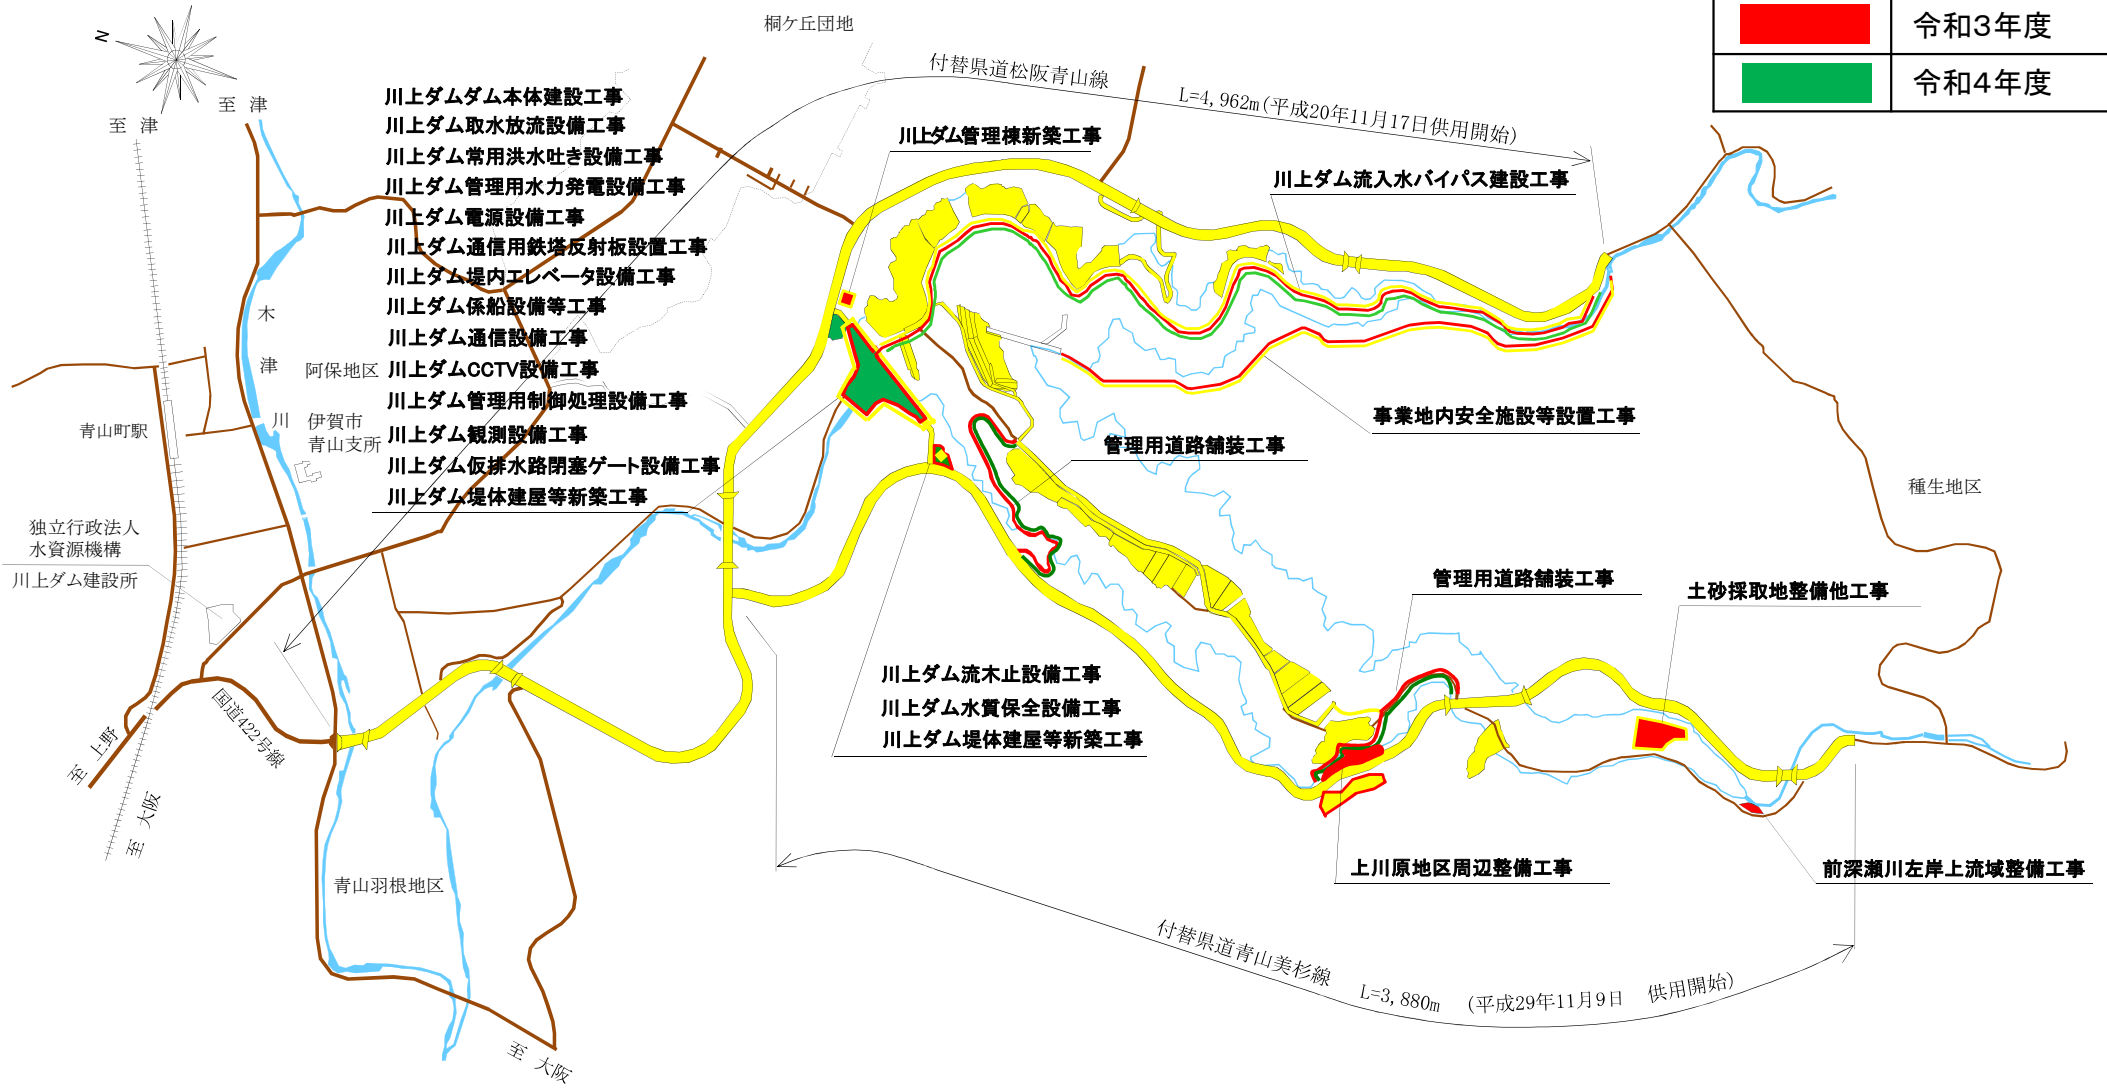 令和3年度
令和4年度
桐ケ丘団地
N
至 津
至 津
付替県道松阪青山線
L=4,962m(平成20年11月17日供用開始)
川上ダムダム本体建設工事
川上ダム取水放流設備工事
川上ダム常用洪水吐き設備工事
川上ダム管理用水力発電設備工事
川上ダム電源設備工事
川上ダム通信用鉄塔反射板設置工事
川上ダム堤内エレベータ設備工事
川上ダム係船設備等工事
川上ダム通信設備工事
川上ダムCCTV設備工事
川上ダム管理用制御処理設備工事
川上ダム観測設備工事
川上ダム仮排水路閉塞ゲート設備工事
川上ダム堤体建屋等新築工事
川上ダム管理棟新築工事
川上ダム流入水バイパス建設工事
木
津
川
阿保地区
伊賀市
青山支所
青山町駅
独立行政法人
水資源機構
川上ダム建設所
事業地内安全施設等設置工事
管理用道路舗装工事
種生地区
管理用道路舗装工事
土砂採取地整備他工事
川上ダム流木止設備工事
川上ダム水質保全設備工事
川上ダム堤体建屋等新築工事
国道422号線
至 上野
至 大阪
青山羽根地区
上川原地区周辺整備工事
前深瀬川左岸上流域整備工事
付替県道青山美杉線
L=3,880m (平成29年11月9日 供用開始)
至 大阪